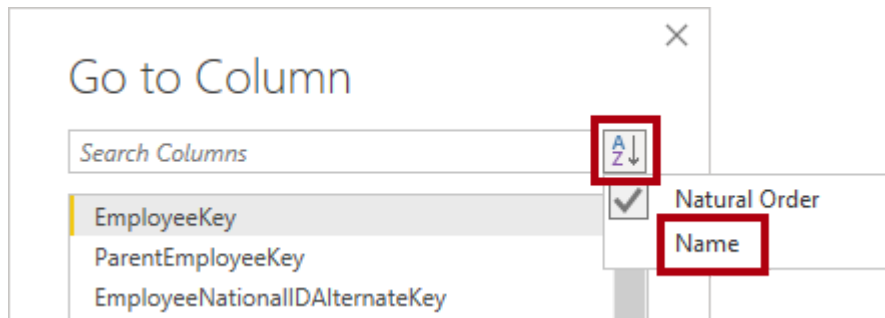 Go to Column
Search Columns
A
Z
Natural Order
Name
EmployeeKey
ParentEmployeeKey
EmployeeNationalIDAlternateKey